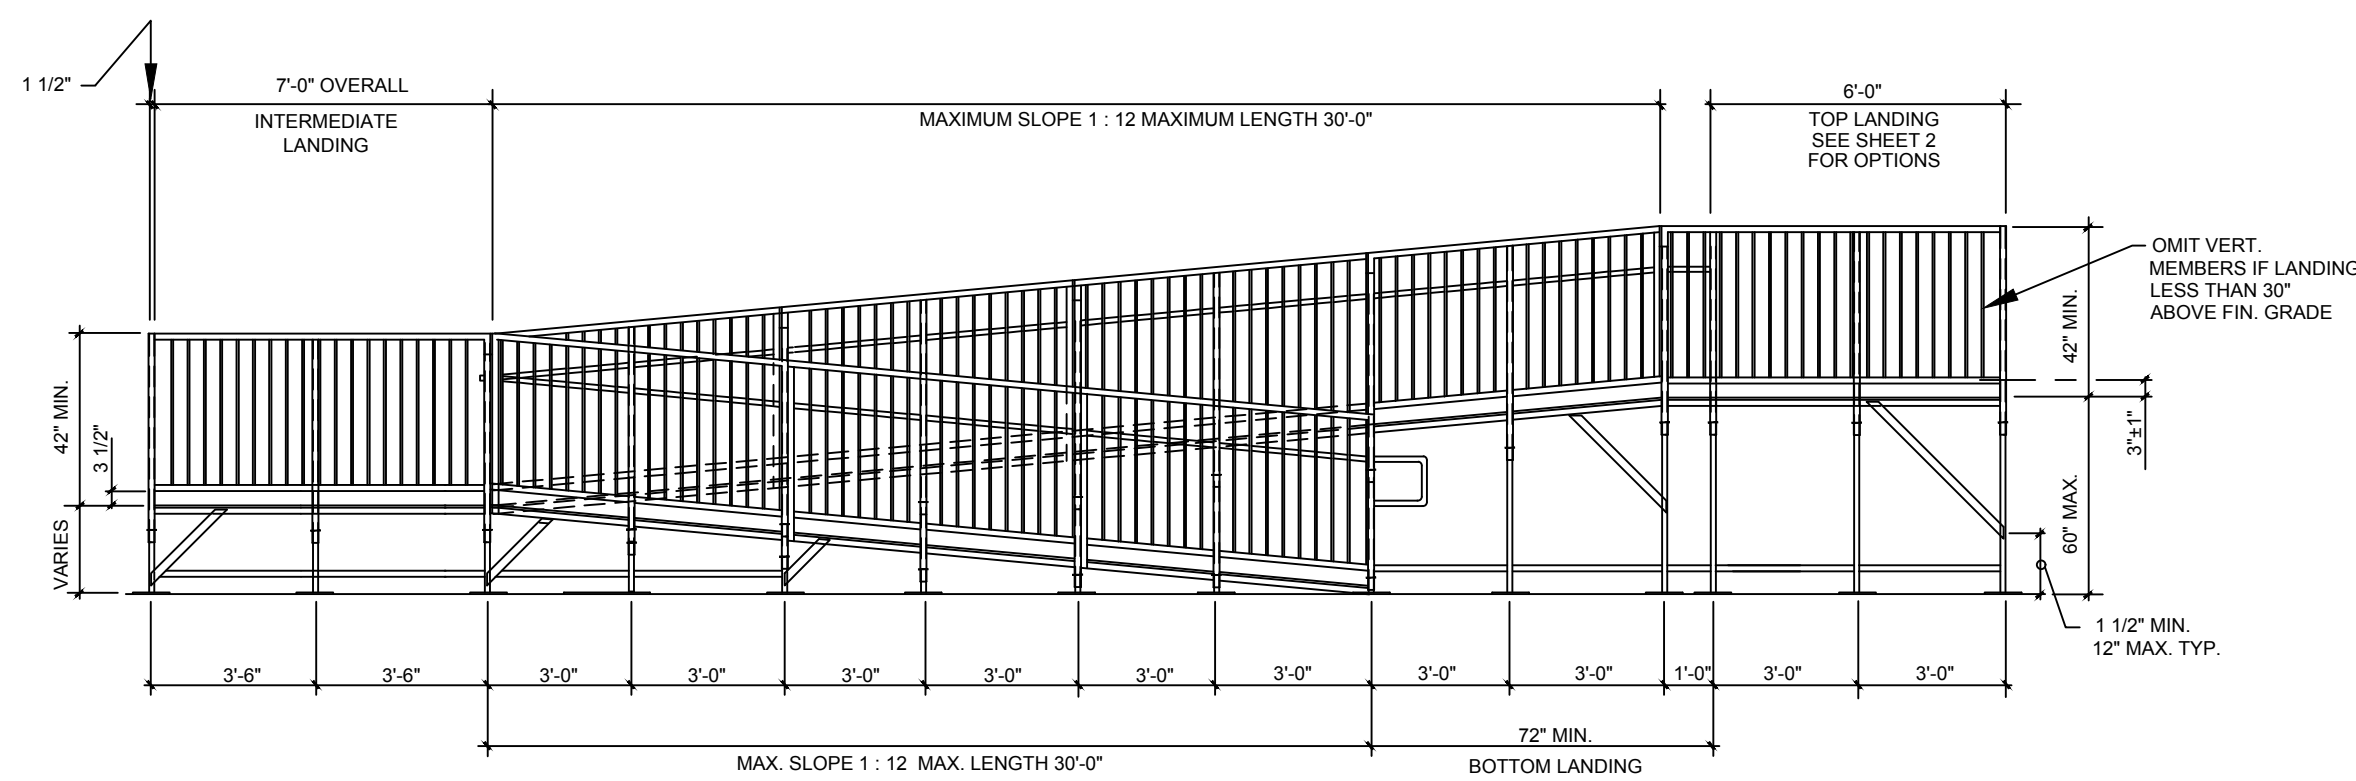 1 1/2"
7'-0" OVERALL
INTERMEDIATE
LANDING
MAXIMUM SLOPE 1 : 12 MAXIMUM LENGTH 30'-0"
6'-0"
TOP LANDING
SEE SHEET 2
FOR OPTIONS
OMIT VERT.
MEMBERS IF LANDING
LESS THAN 30"
ABOVE FIN. GRADE
42" MIN.
3 1/2"
VARIES
42" MIN.
3"±1"
60" MAX.
1 1/2" MIN.
12" MAX. TYP.
3'-6"
3'-6"
3'-0"
3'-0"
3'-0"
3'-0"
3'-0"
3'-0"
3'-0"
3'-0"
1'-0"
3'-0"
3'-0"
MAX. SLOPE 1 : 12 MAX. LENGTH 30'-0"
72" MIN.
BOTTOM LANDING